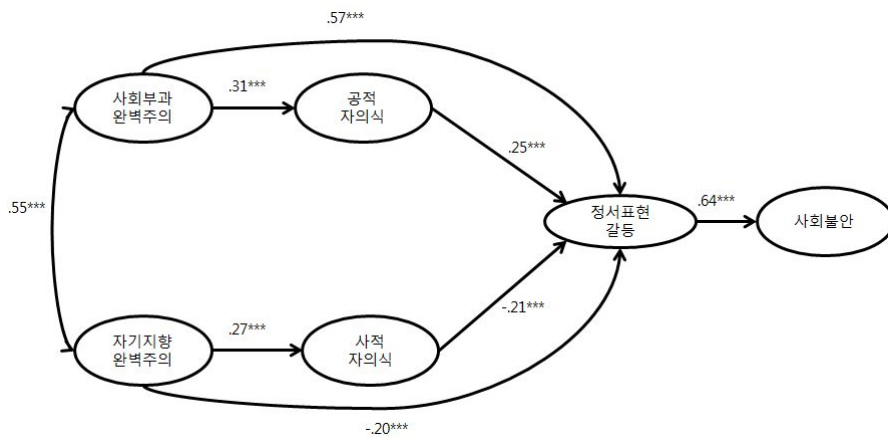 .57***
사회부과
완벽주의
.31***
공적
자의식
.25***
.55***
정서표현
갈등
.64***
사회불안
-.21***
자기지향
완벽주의
.27***
사적
자의식
-.20***